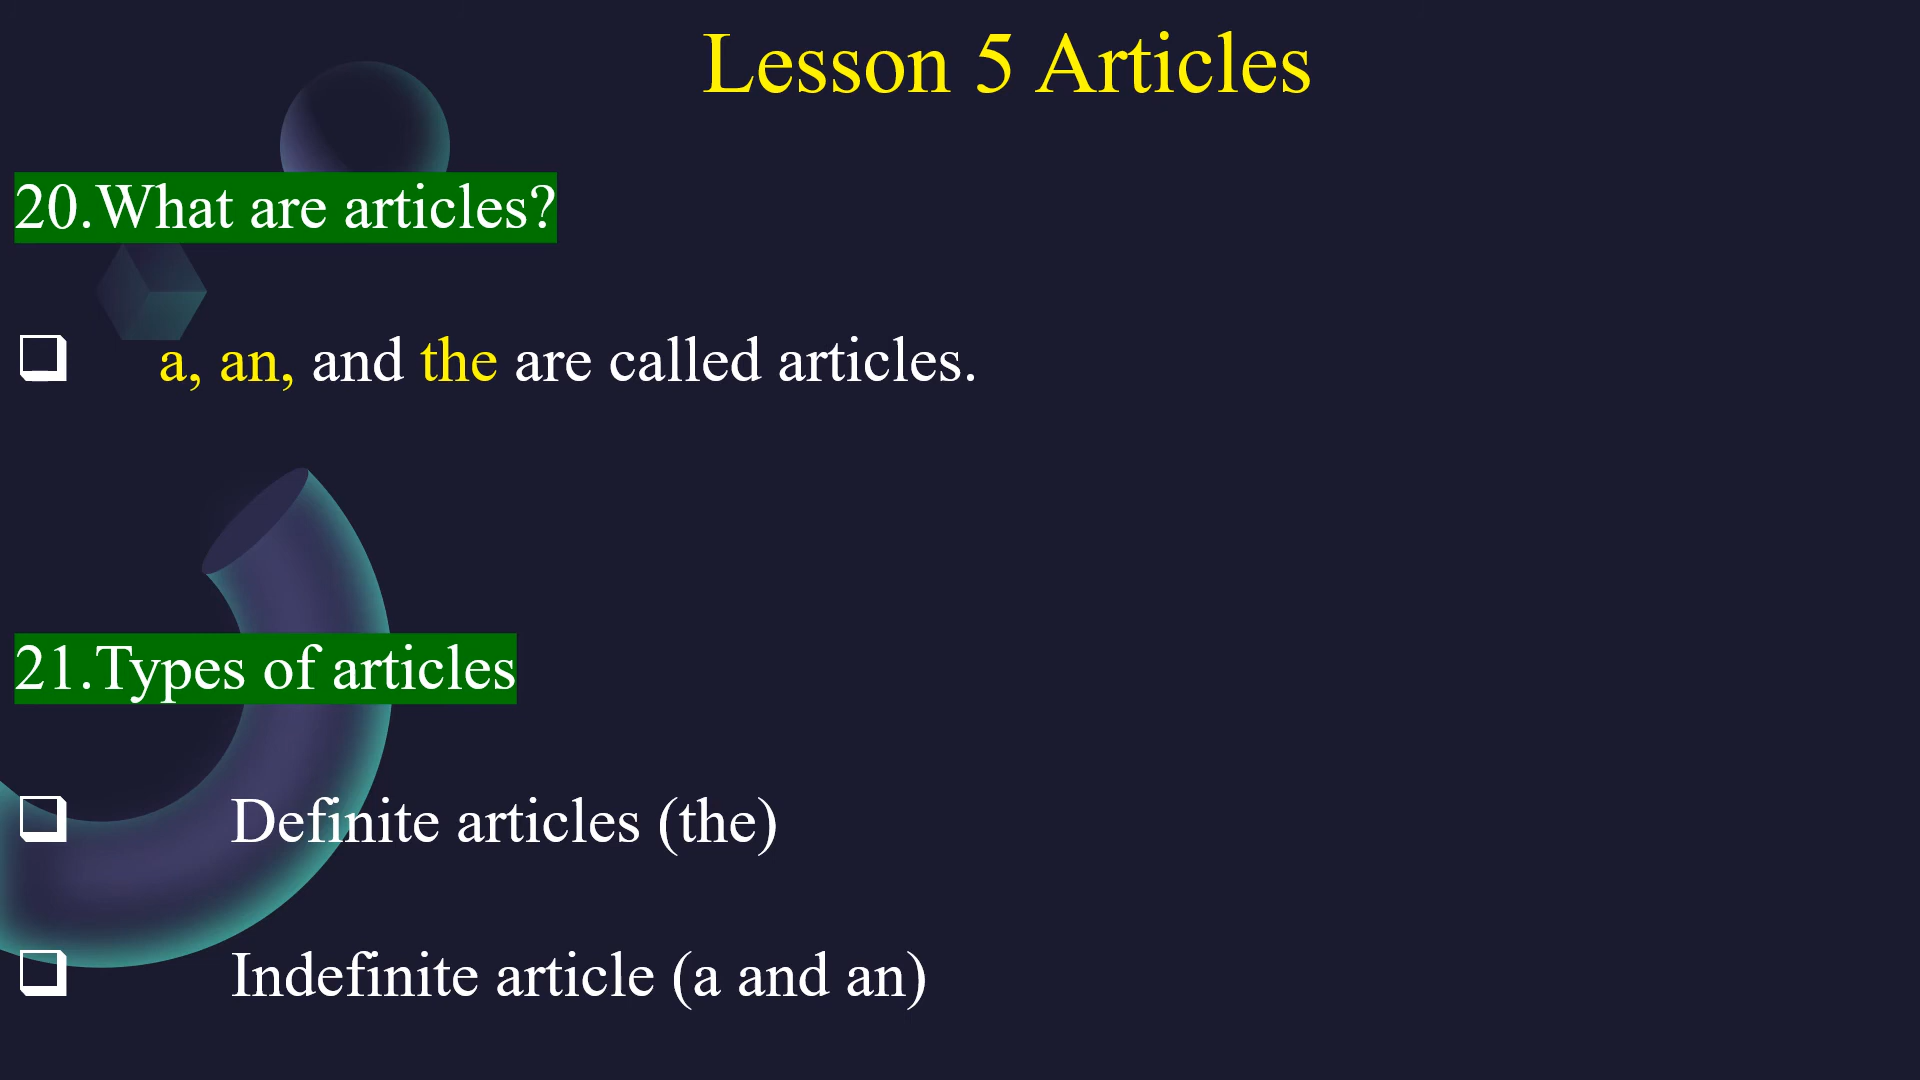 Lesson 5 Articles
20.What are articles?
❑ a, an, and the are called articles.
21.Types of articles
❑ Definite articles (the)
❑ Indefinite article (a and an)